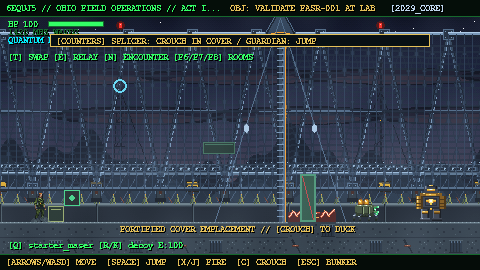 6EQUJ5 // OHIO FIELD OPERATIONS // ACT I... OBJ: VALIDATE FASR-001 AT LAB [2029_CORE]
HP 100
QUANTUM [COUNTERS] SPLICER: CROUCH IN COVER / GUARDIAN: JUMP
[T] SWAP [E] RELAY [N] ENCOUNTER [F6/F7/F8] ROOMS
FORTIFIED COVER EMPLACEMENT // [CROUCH] TO DUCK
[Q] starter_maser [R/K] decoy E:100
[ARROWS/WASD] MOVE [SPACE] JUMP [X/J] FIRE [C] CROUCH [ESC] BUNKER